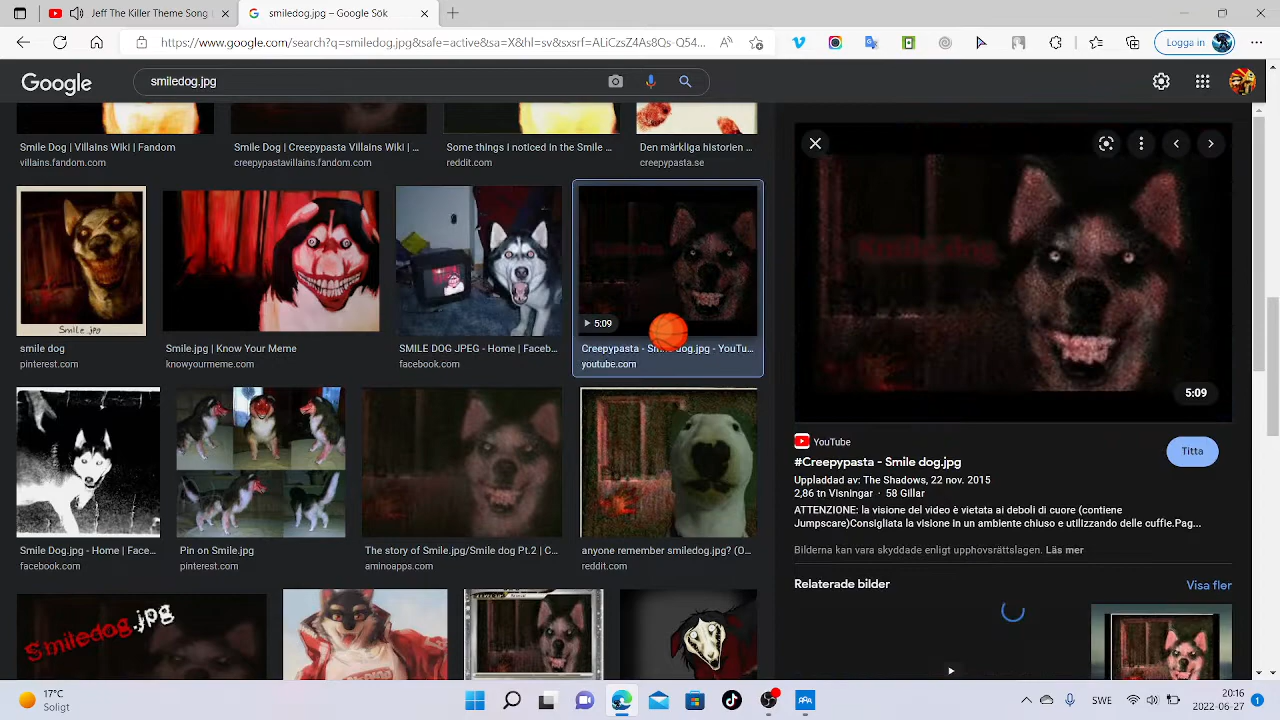 Jeff The Killer Theme Song (
smiledog.jpg – Google Sök
https://www.google.com/search?q=smiledog.jpg&safe=active&sa=X&hl=sv&sxsrf=ALiCzsZ4As8Qs-Q54...
Logga in
Google
smiledog.jpg
Smile Dog | Villains Wiki | Fandom
villains.fandom.com
Smile Dog | Creepypasta Villains Wiki | F...
creepypastavillains.fandom.com
Some things i noticed in the Smile ...
reddit.com
Den märkliga historien ...
creepypasta.se
Smile.jpg
smile dog
pinterest.com
Smile.jpg | Know Your Meme
knowyourmeme.com
SMILE DOG JPEG - Home | Faceb...
facebook.com
5:09
Creepypasta - Smile dog.jpg - YouTu...
youtube.com
Smile Dog.jpg - Home | Face...
facebook.com
Pin on Smile.jpg
pinterest.com
The story of Smile.jpg/Smile dog Pt.2 | C...
aminoapps.com
anyone remember smiledog.jpg? (O...
reddit.com
Smiledog.jpg
5:09
YouTube
Titta
#Creepypasta - Smile dog.jpg
Uppladdad av: The Shadows, 22 nov. 2015
2,86 tn Visningar · 58 Gillar
ATTENZIONE: la visione del video è vietata ai deboli di cuore (contiene
Jumpscare)Consigliata la visione in un ambiente chiuso e utilizzando delle cuffie.Pag...
Bilderna kan vara skyddade enligt upphovsrättslagen. Läs mer
Relaterade bilder
Visa fler
17°C
Soligt
SWE
20:16
2022-06-27
1